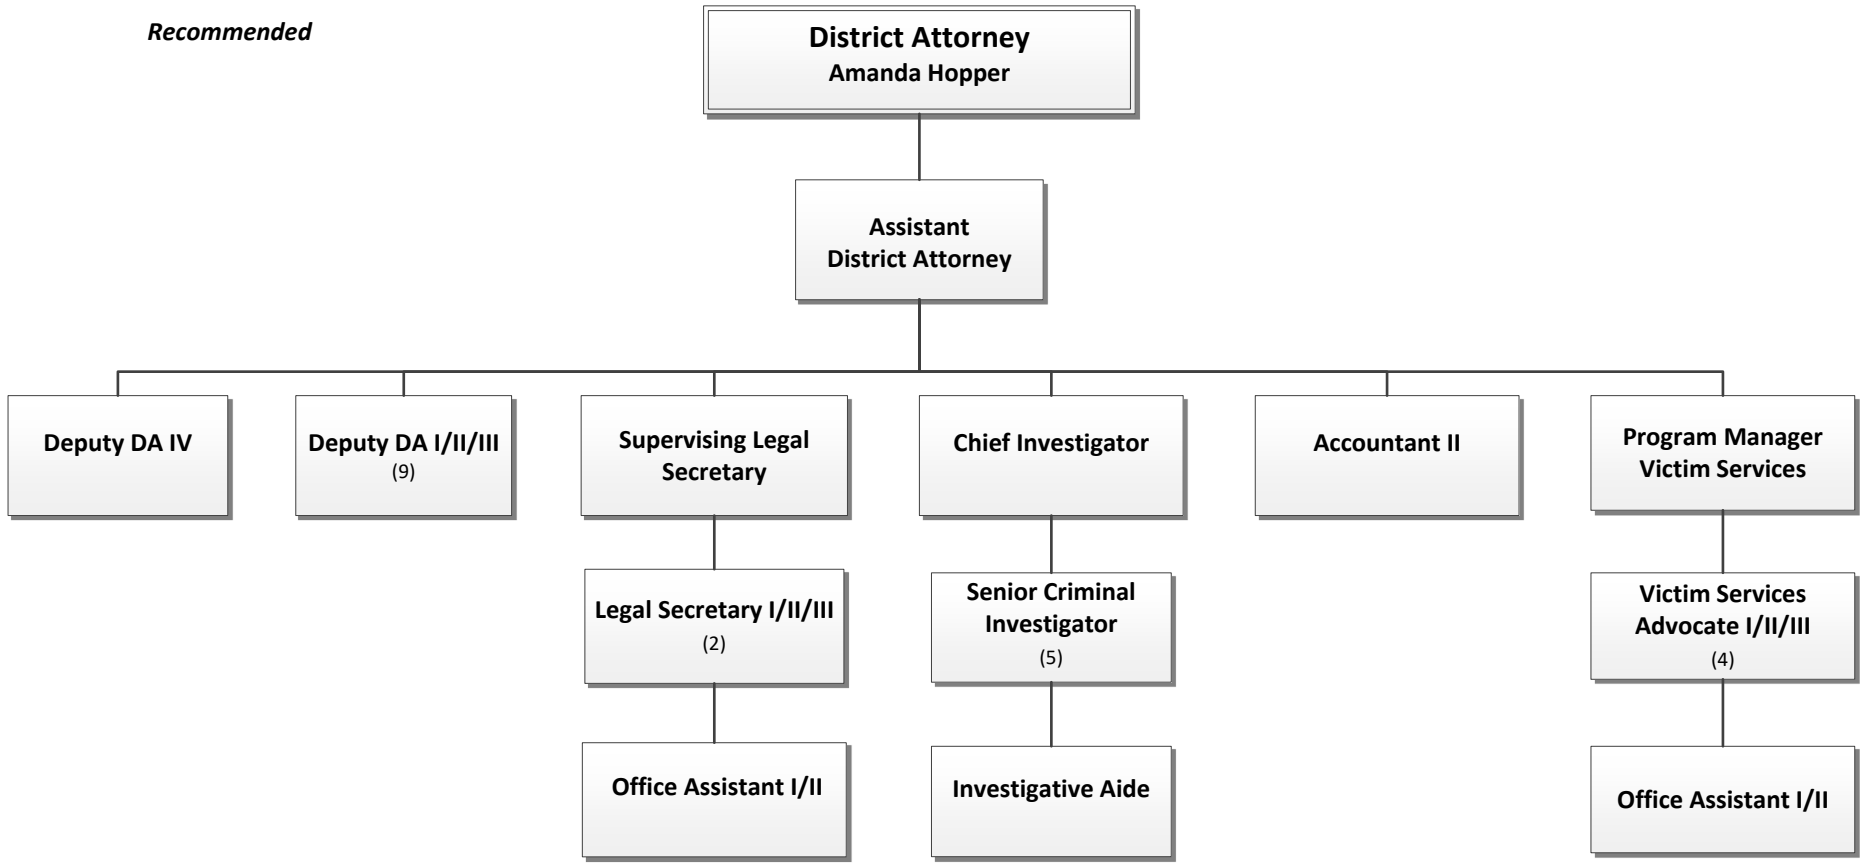 Recommended
District Attorney
Amanda Hopper
Assistant
District Attorney
Deputy DA IV
Deputy DA I/II/III
(9)
Supervising Legal
Secretary
Chief Investigator
Accountant II
Program Manager
Victim Services
Legal Secretary I/II/III
(2)
Senior Criminal
Investigator
(5)
Victim Services
Advocate I/II/III
(4)
Office Assistant I/II
Investigative Aide
Office Assistant I/II